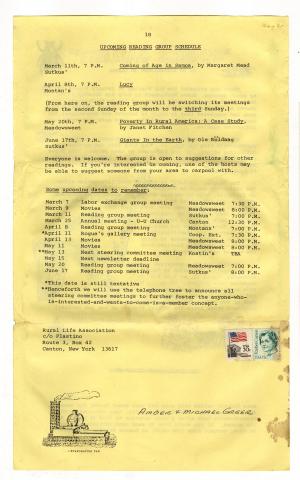 18
UPCOMING READING GROUP SCHEDULE
March 11th, 7 P.M. Coming of Age in Samoa, by Margaret Mead
Sutkus'
April 8th, 7 P.M. Lucy
Montans'
(From here on, the reading group will be switching its meetings
from the second Sunday of the month to the third Sunday.)
May 20th, 7 P.M. Poverty in Rural America: A Case Study,
Meadowsweet by Janet Fitchen
June 17th, 7 P.M. Giants In the Earth, by Ole
Sutkus'
Everyone is welcome. The group is open to suggestions for other
readings. If you're interested in coming, one of the hosts may
be able to suggest someone from your area to carpool with.
Some upcoming dates to remember:
March 7 Labor exchange group meeting Meadowsweet 7:30 P.M.
March 9 Movies Meadowsweet 8:00 P.M.
March 11 Reading group meeting Sutkus' 7:00 P.M.
March 25 Annual meeting - U-U Church Canton 12:30 P.M.
April 8 Reading group meeting Montans' 7:00 P.M.
April 11 Rogue's gallery meeting Coop. Ext. 7:30 P.M.
April 13 Movies Meadowsweet 8:00 P.M.
May 11 Movies Meadowsweet 8:00 P.M.
**May 13 Next steering committee meeting Kostin's TBA
May 15 Next newsletter deadline
May 20 Reading group meeting Meadowsweet 7:00 P.M.
June 17 Reading group meeting Sutkus' 8:00 P.M.
*This date is still tentative
**Henceforth we will use the telephone tree to announce all
steering committee meetings to further foster the anyone-who-
is-interested-and-wants-to-come-is-a-member concept.
Rural Life Association
c/o Plastino
Route 3, Box 42
Canton, New York 13617
AMBER & MICHAEL GREER